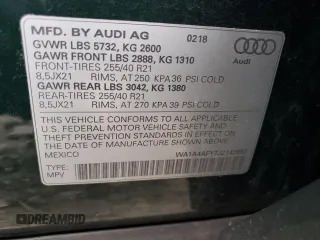 MFD. BY AUDI AG 0218
GVWR LBS 5732, KG 2600
GAWR FRONT LBS 2888, KG 1310
FRONT-TIRES 255/40 R21
8,5JX21 RIMS, AT 250 KPA 36 PSI COLD
GAWR REAR LBS 3042, KG 1380
REAR-TIRES 255/40 R21
8,5JX21 RIMS, AT 270 KPA 39 PSI COLD
Audi
THIS VEHICLE CONFORMS TO ALL APPLICABLE
U.S. FEDERAL MOTOR VEHICLE SAFETY AND
THEFT PREVENTION STANDARDS IN EFFECT
ON THE DATE OF MANUFACTURE SHOWN ABOVE.
MEXICO
TYPE:
MPV
DREAMBID